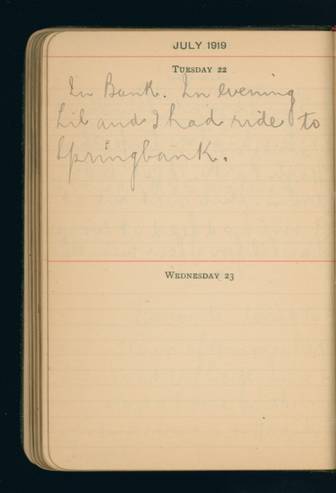 JULY 1919
TUESDAY 22
In Bank. In evening
Lil and I had ride to
Springbank.
WEDNESDAY 23